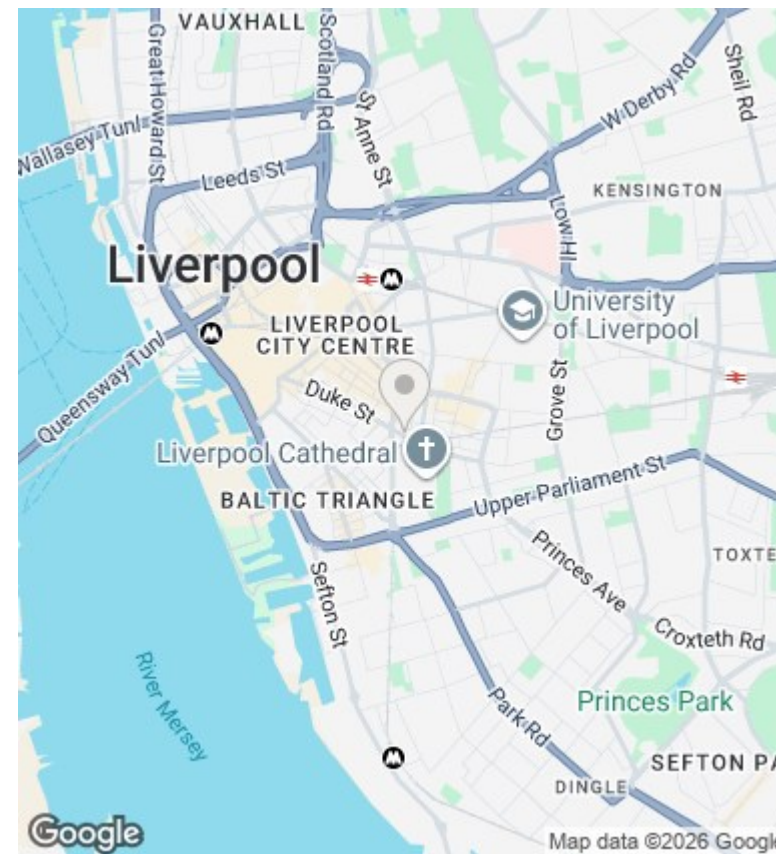 VAUXHALL
Great Howard St
Scotland Rd
Sheil Rd
Wallasey Tunl
St Anne St
W Derby Rd
Leeds St
KENSINGTON
Low Hill
Liverpool
University
of Liverpool
LIVERPOOL
CITY CENTRE
Queensway Tunl
Duke St
Grove St
Liverpool Cathedral
BALTIC TRIANGLE
Upper Parliament St
Sefton St
Princes Ave
TOXTE
Croxteth Rd
River Mersey
Park Rd
Princes Park
SEFTON PA
DINGLE
Google
Map data ©2026 Google